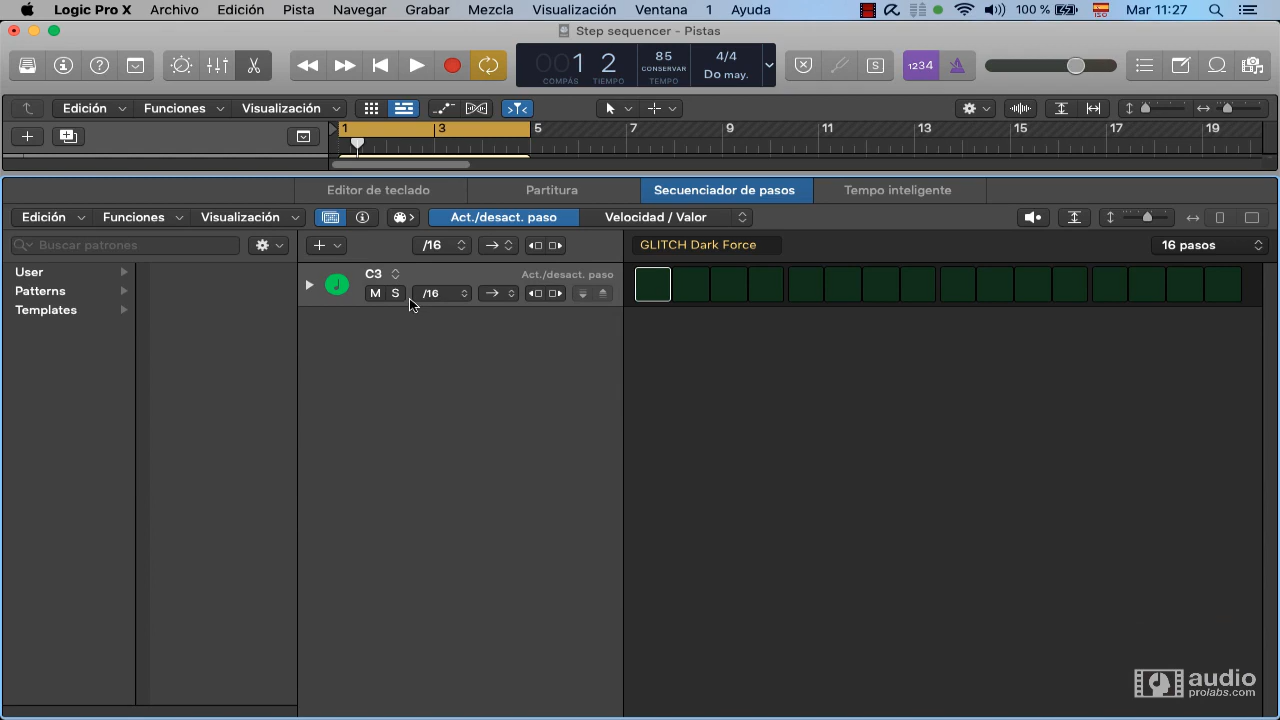 Logic Pro X Archivo Edición Pista Navegar Grabar Mezcla Visualización Ventana 1 Ayuda 100 % ISO Mar 11:27
Step sequencer - Pistas
001 2 85 4/4
CONSERVAR
COMPÁS TIEMPO TEMPO Do may.
1234
Edición Funciones Visualización
1 3 5 7 9 11 13 15 17 19
Editor de teclado Partitura Secuenciador de pasos Tempo inteligente
Edición Funciones Visualización Act./desact. paso Velocidad / Valor
Buscar patrones /16 GLITCH Dark Force 16 pasos
User
Patterns
Templates
C3 Act./desact. paso
M S /16
audio
prolabs.com